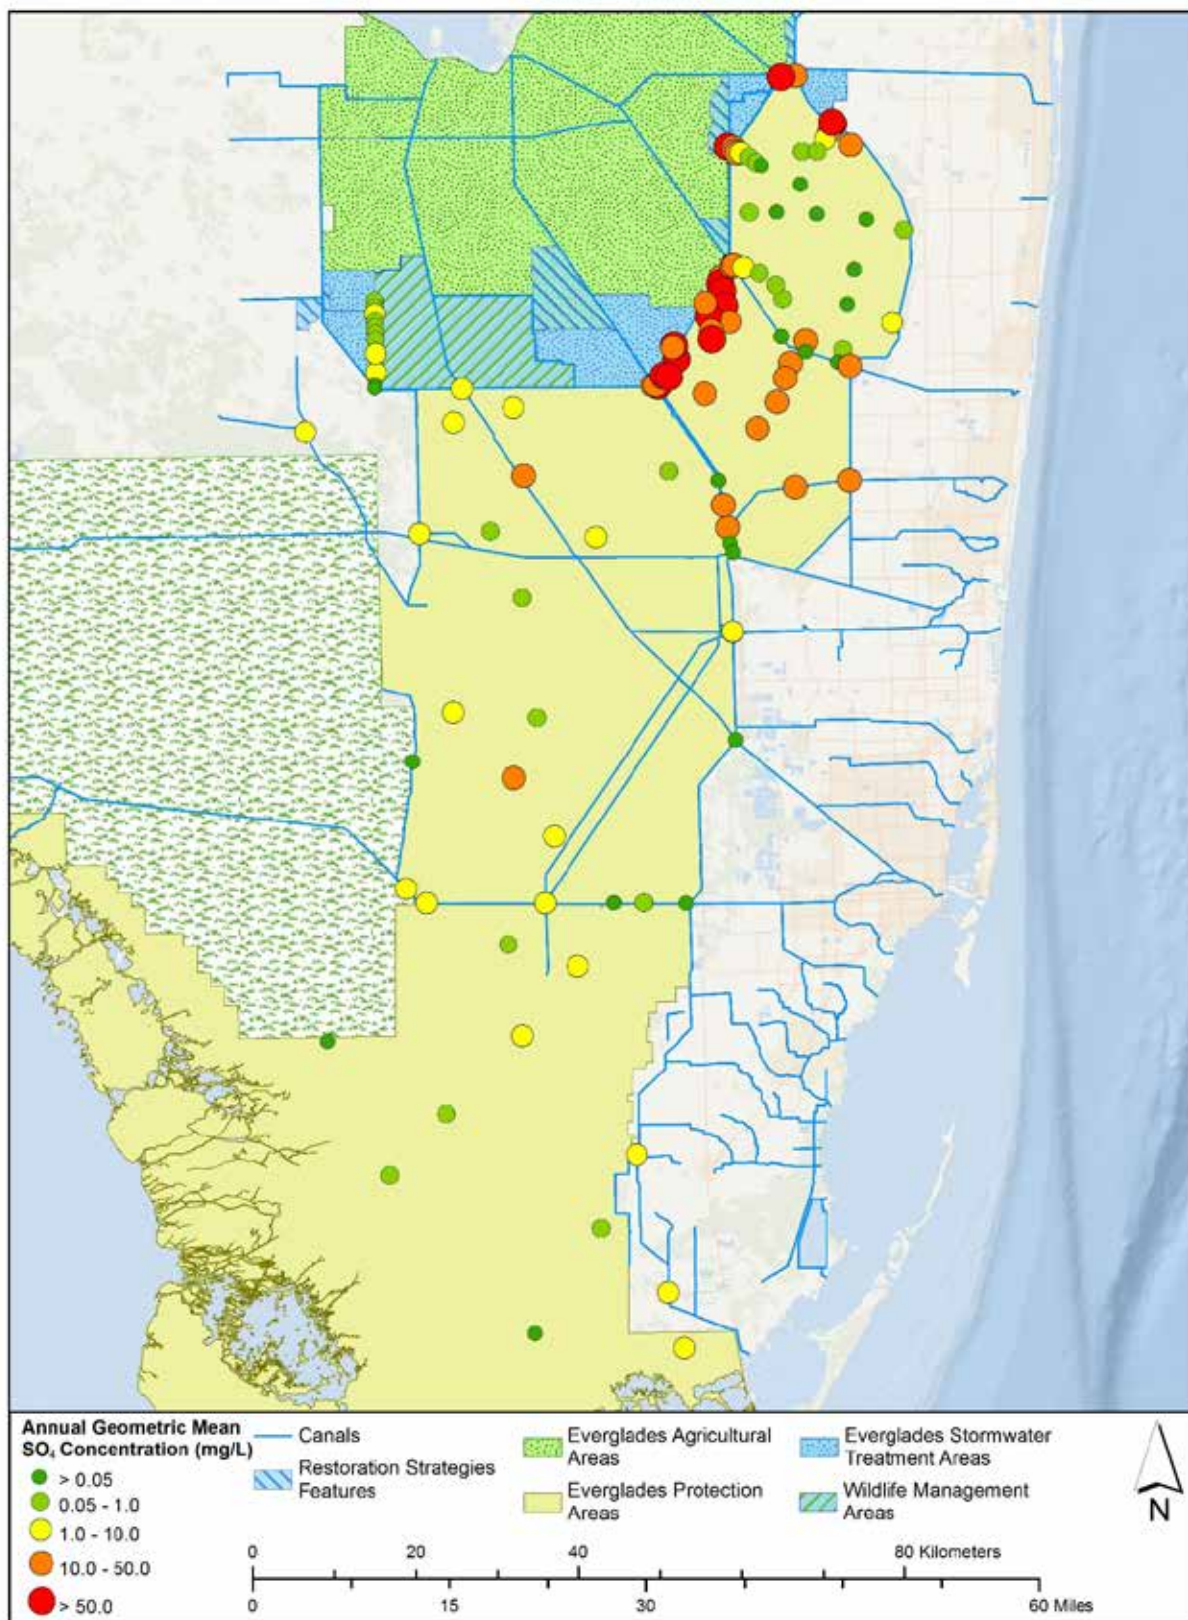 Annual Geometric Mean
SO₄ Concentration (mg/L)
> 0.05
0.05 - 1.0
1.0 - 10.0
10.0 - 50.0
> 50.0
Canals
Restoration Strategies
Features
Everglades Agricultural
Areas
Everglades Protection
Areas
Everglades Stormwater
Treatment Areas
Wildlife Management
Areas
N
0 20 40 80 Kilometers
0 15 30 60 Miles